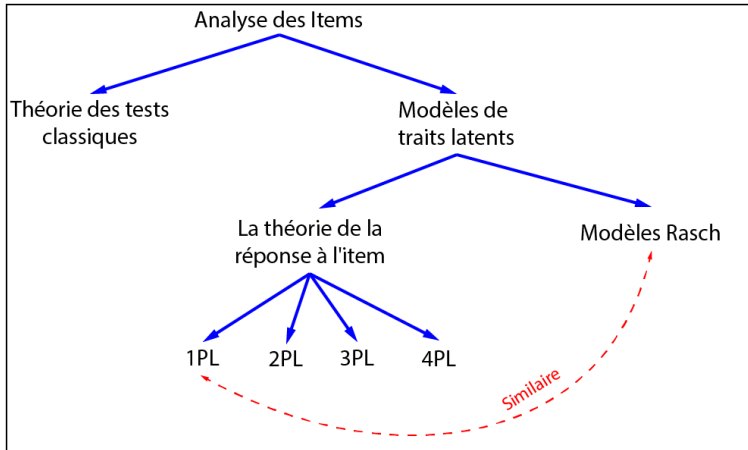 Analyse des Items
Théorie des tests
classiques
Modèles de
traits latents
La théorie de la
réponse à l'item
Modèles Rasch
1PL
2PL
3PL
4PL
Similaire